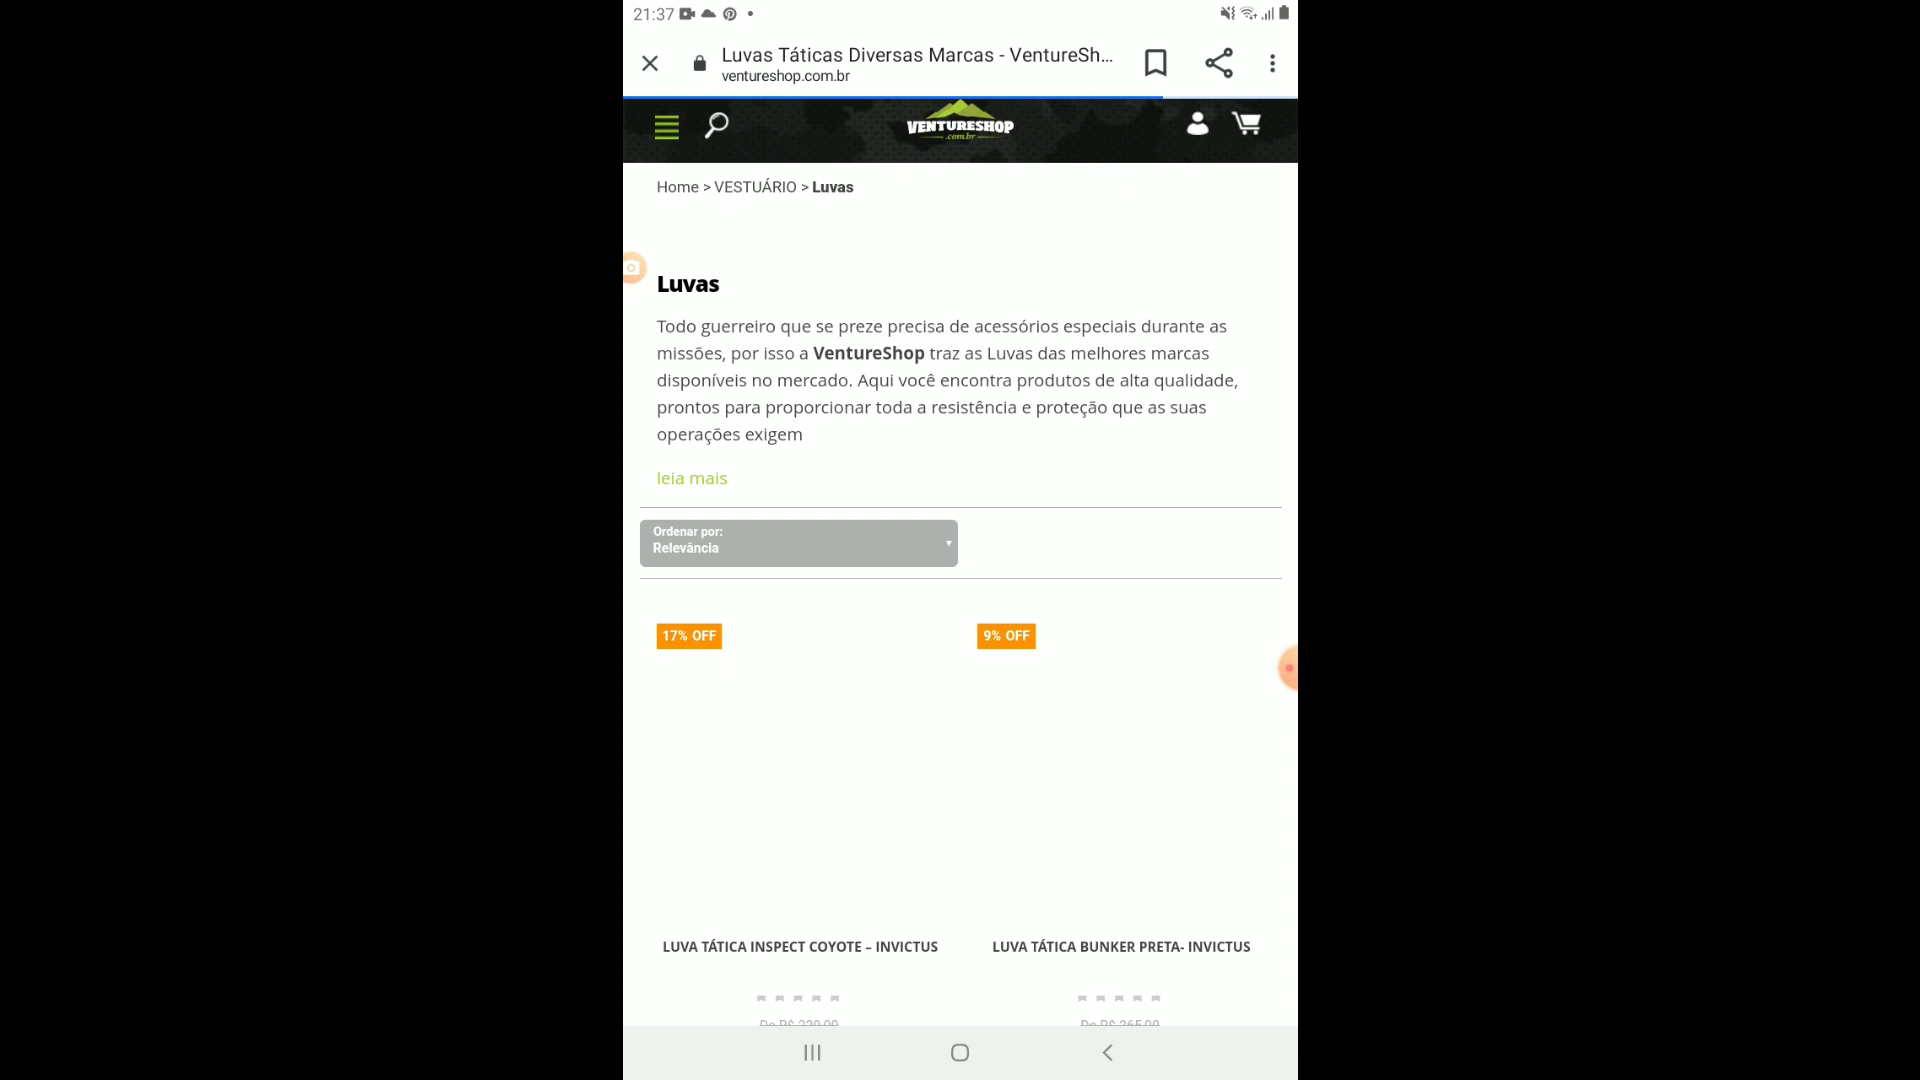 21:37
Luvas Táticas Diversas Marcas - VentureSh...
ventureshop.com.br
VENTURESHOP
.com.br
Home > VESTUÁRIO > Luvas
Luvas
Todo guerreiro que se preze precisa de acessórios especiais durante as
missões, por isso a VentureShop traz as Luvas das melhores marcas
disponíveis no mercado. Aqui você encontra produtos de alta qualidade,
prontos para proporcionar toda a resistência e proteção que as suas
operações exigem
leia mais
Ordenar por:
Relevância
17% OFF
9% OFF
LUVA TÁTICA INSPECT COYOTE – INVICTUS
LUVA TÁTICA BUNKER PRETA- INVICTUS
De R$
De R$